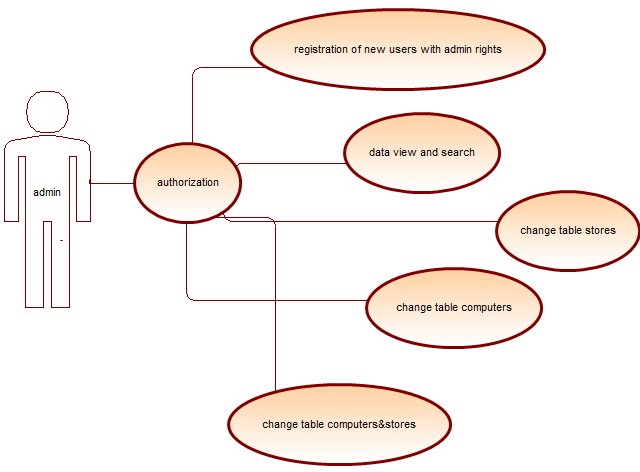 registration of new users with admin rights
data view and search
admin
authorization
change table stores
change table computers
change table computers&stores